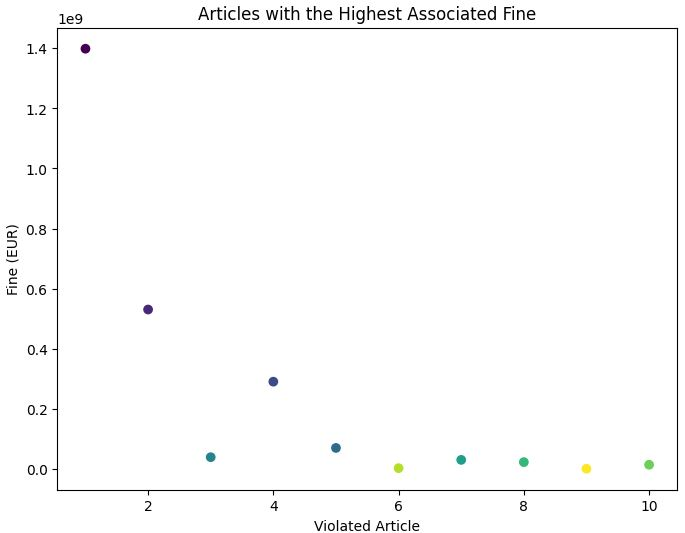 Articles with the Highest Associated Fine
1e9
1.4
1.2
1.0
0.8
0.6
0.4
0.2
0.0
Fine (EUR)
2 4 6 8 10
Violated Article